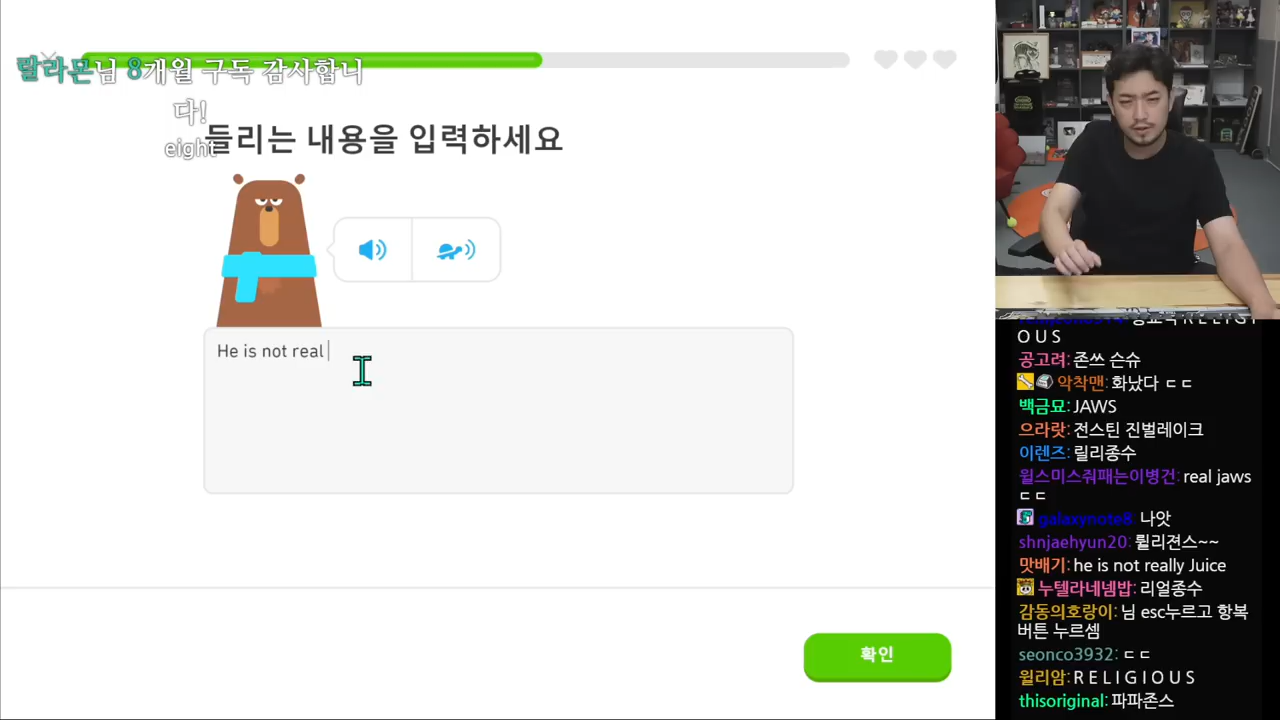 랄라몬님 8개월 구독 감사합니
다!
eight
들리는 내용을 입력하세요
He is not real
확인
O U S
공고려: 존쓰 슨슈
악착맨: 화났다 ㄷㄷ
백금묘: JAWS
으라랏: 전스틴 진벌레이크
이렌즈: 릴리종수
윌스미스줘패는이병건: real jaws
ㄷㄷ
galaxynote8: 나앗
shnjaehyun20: 뤌리젼스~~
맛배기: he is not really Juice
누텔라네넴밥: 리얼종수
감동의호랑이: 님 esc누르고 항복
버튼 누르셈
seonco3932: ㄷㄷ
윌리암: R E L I G I O U S
thisoriginal: 파파존스